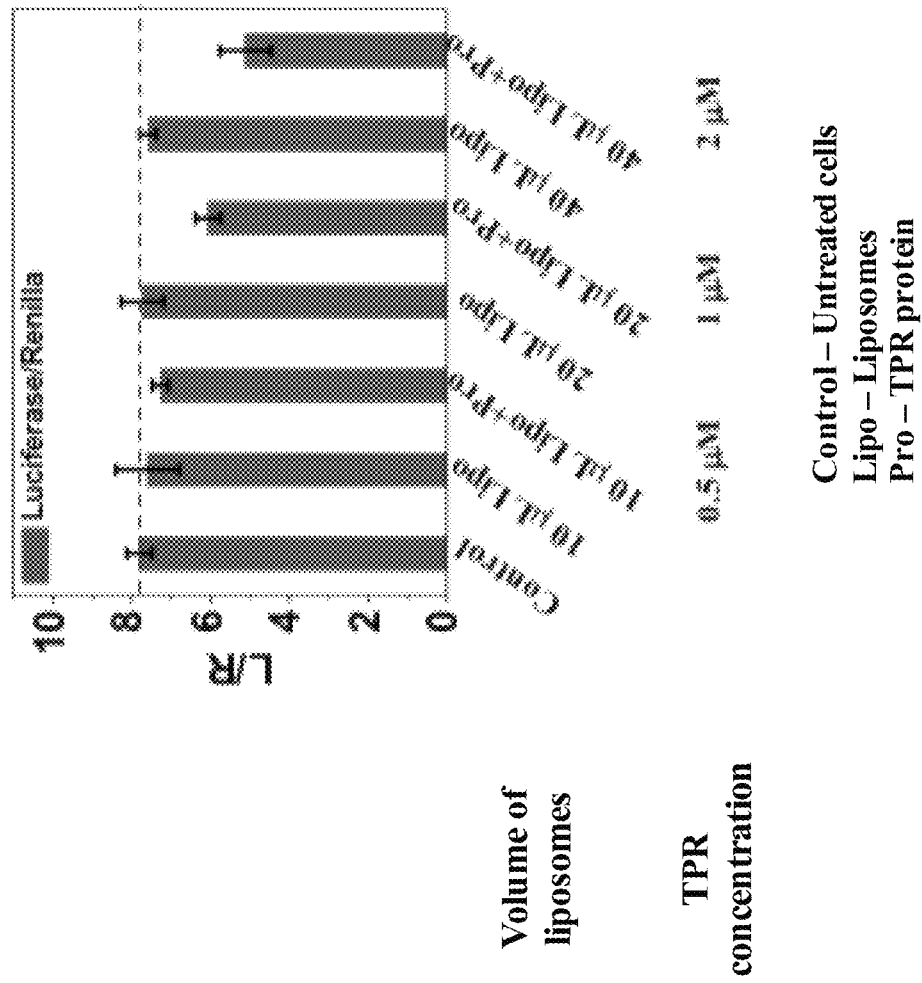 Luciferase/Renilla
L/R
10
8
6
4
2
0
Volume of
liposomes
Control
10 µl. Lipo
10 µl. Lipo+Pro
20 µl. Lipo
20 µl. Lipo+Pro
40 µl. Lipo
40 µl. Lipo+Pro
TPR
concentration
0.5 µM
1 µM
2 µM
Control – Untreated cells
Lipo – Liposomes
Pro – TPR protein